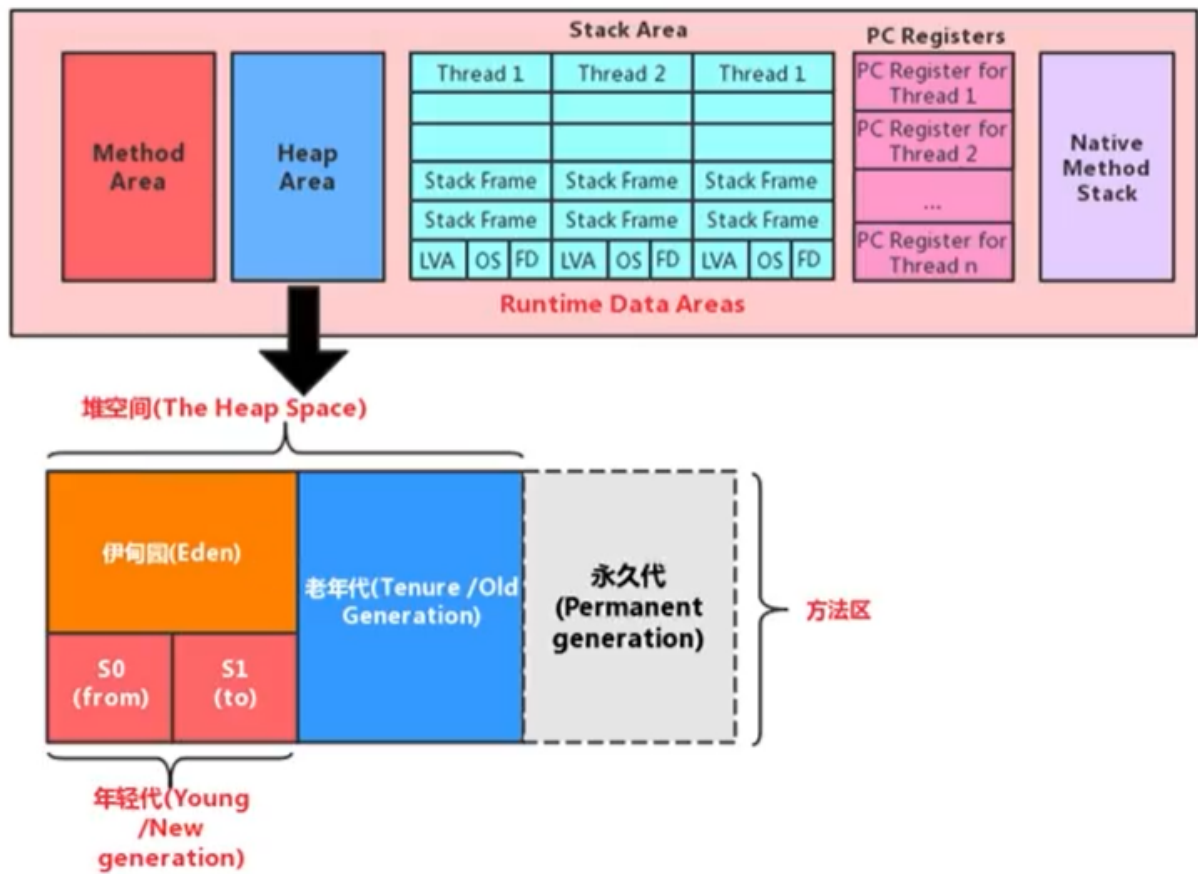 Stack Area
PC Registers
Method
Area
Heap
Area
Thread 1
Thread 2
Thread 1
Stack Frame
Stack Frame
Stack Frame
Stack Frame
Stack Frame
Stack Frame
LVA
OS
FD
LVA
OS
FD
LVA
OS
FD
PC Register for
Thread 1
PC Register for
Thread 2
...
PC Register for
Thread n
Native
Method
Stack
Runtime Data Areas
堆空间(The Heap Space)
伊甸园(Eden)
S0
(from)
S1
(to)
老年代(Tenure /Old
Generation)
永久代
(Permanent
generation)
方法区
年轻代(Young
/New
generation)